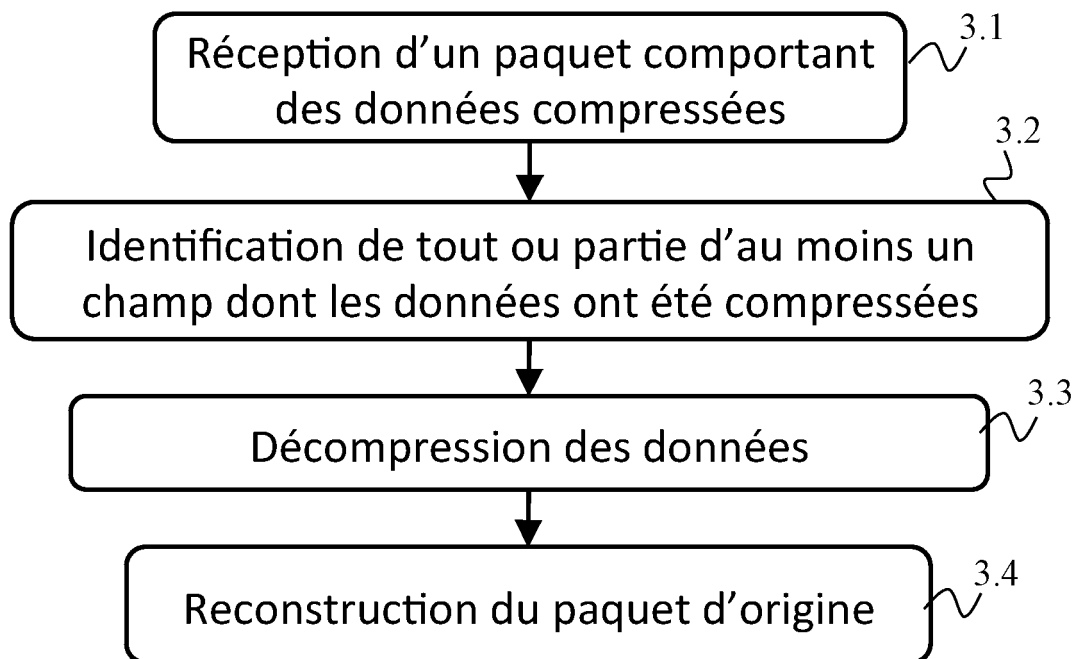 Réception d’un paquet comportant
des données compressées
3.1
3.2
Identification de tout ou partie d’au moins un
champ dont les données ont été compressées
3.3
Décompression des données
3.4
Reconstruction du paquet d’origine